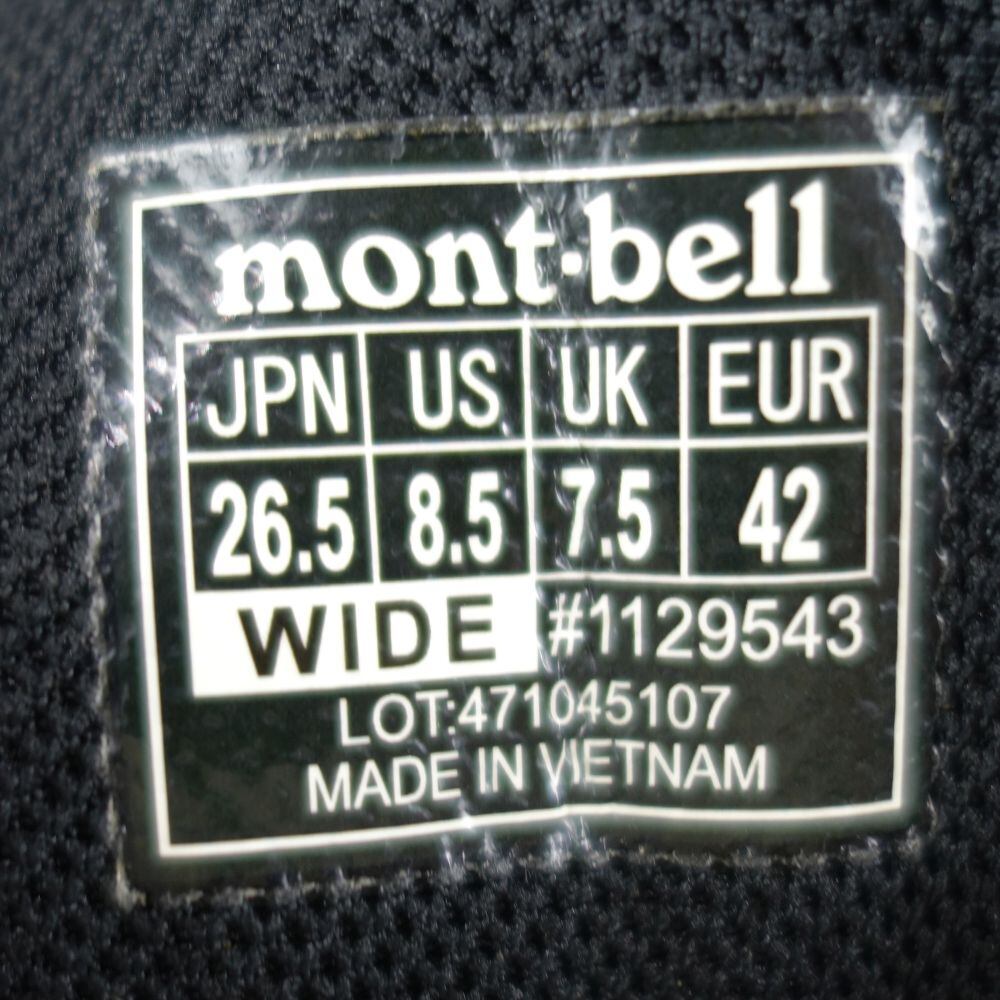 mont·bell
JPN US UK EUR
26.5 8.5 7.5 42
WIDE #1129543
LOT:471045107
MADE IN VIETNAM